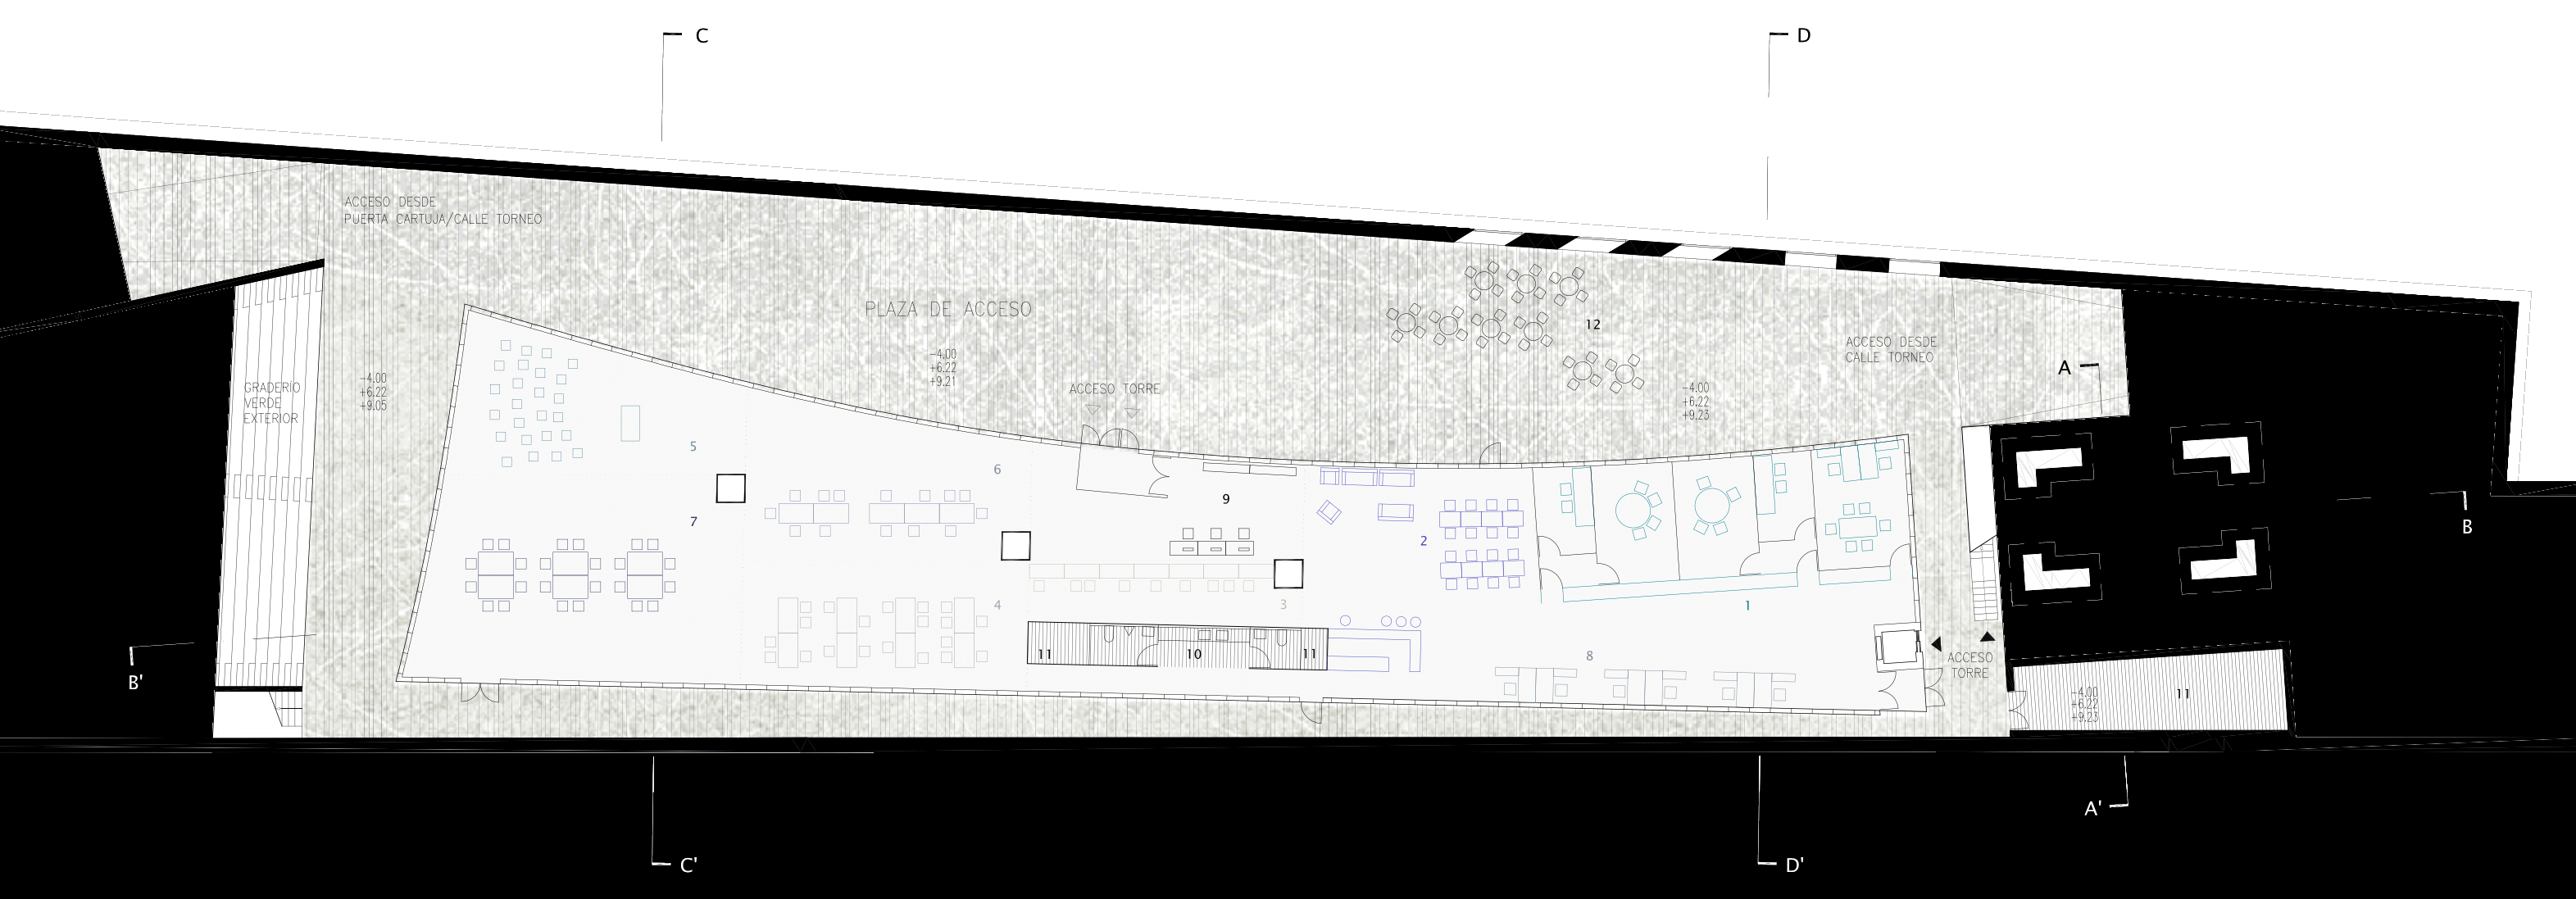 C
D
ACCESO DESDE
PUERTA CARTUJA/CALLE TORNEO
PLAZA DE ACCESO
12
ACCESO DESDE
CALLE TORNEO
A
-4.00
+6.22
+9.21
GRADERÍO
VERDE
EXTERIOR
-4.00
+6.22
+9.05
ACCESO TORRE
-4.00
+6.22
+9.23
5
6
9
7
2
B
4
3
1
11
10
11
8
ACCESO
TORRE
B'
-4.00
+6.22
+9.23
11
A'
C'
D'